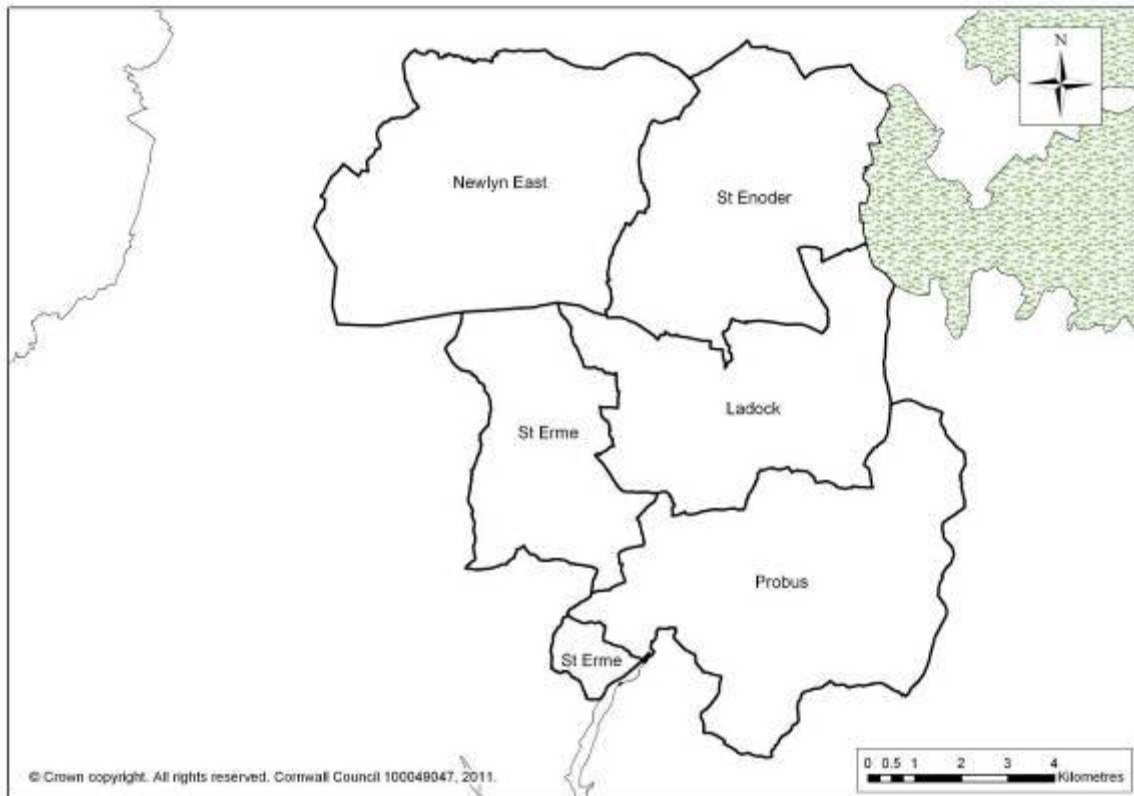 N
Newlyn East
St Enoder
Ladock
St Erme
Probus
St Erme
© Crown copyright. All rights reserved. Cornwall Council 100049047, 2011.
0 0.5 1 2 3 4
Kilometres